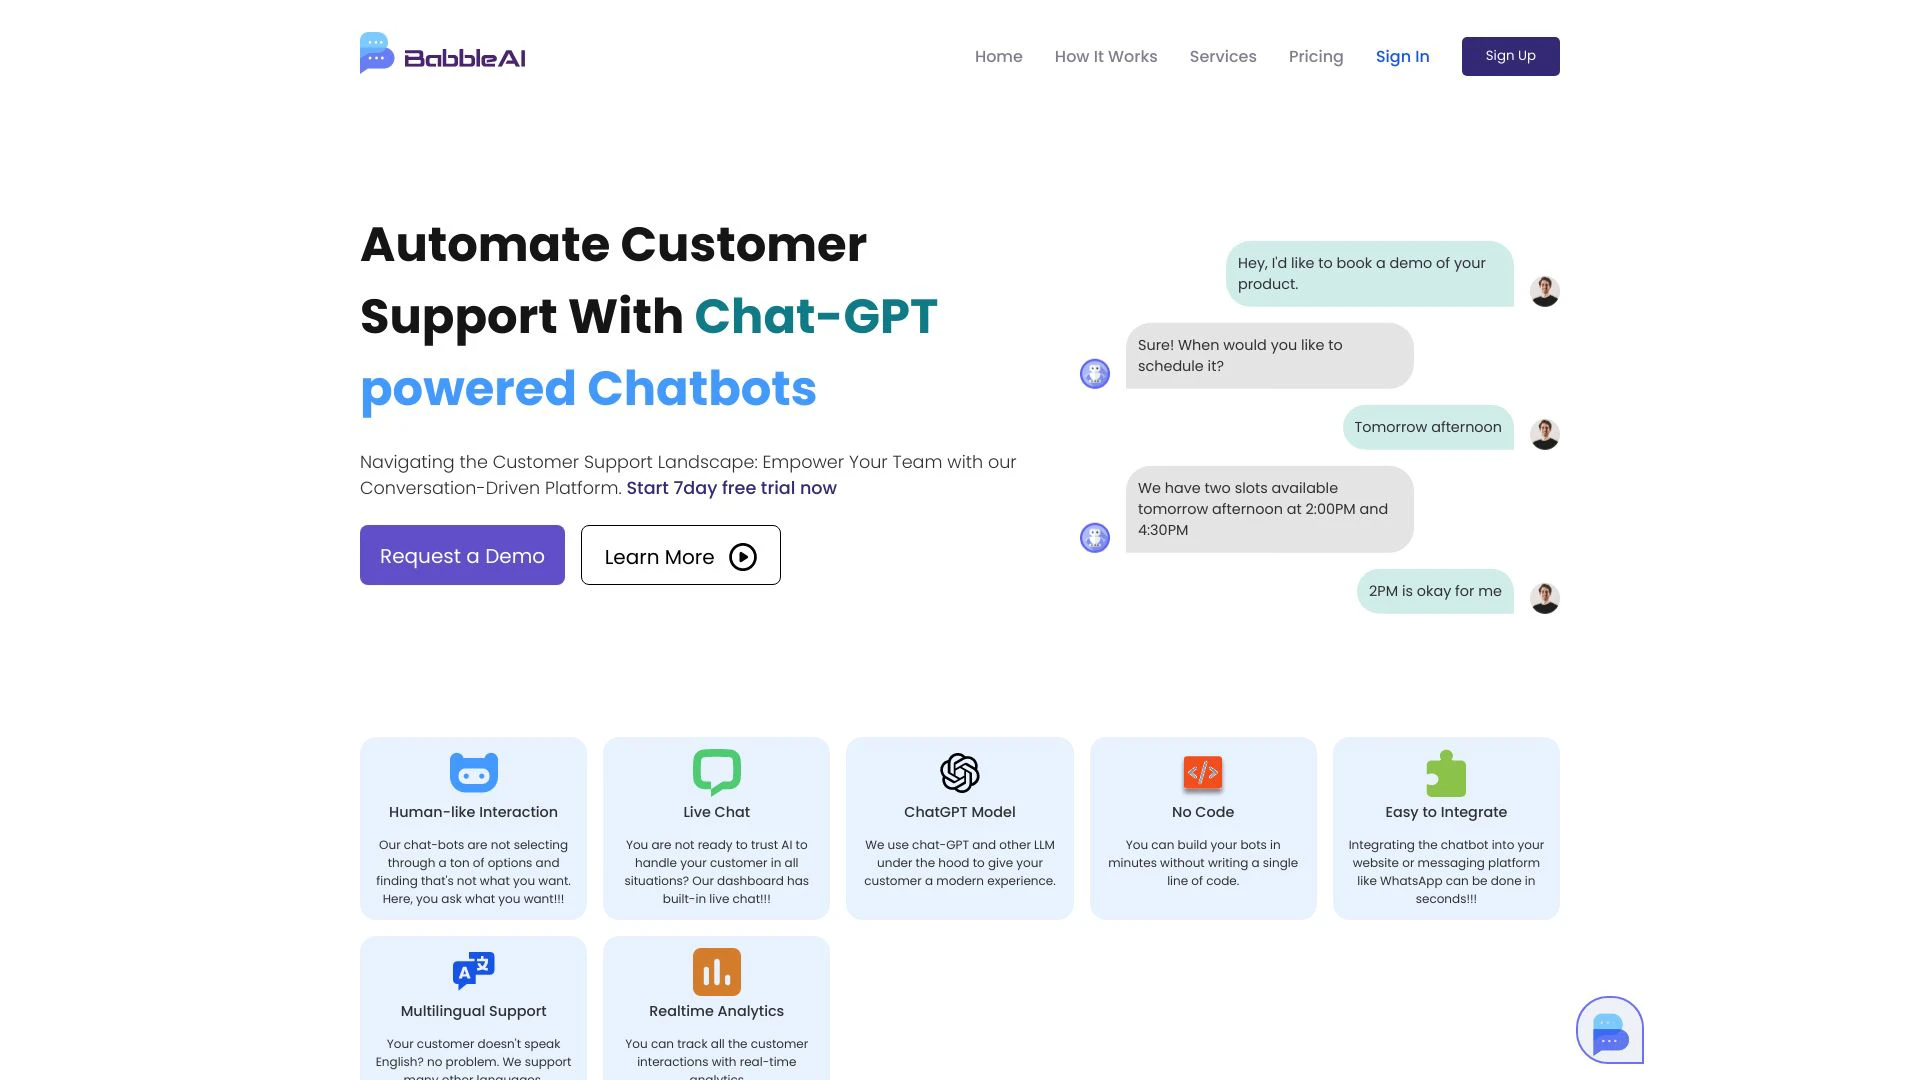 BabbleAI
Home
How It Works
Services
Pricing
Sign In
Sign Up
Automate Customer
Support With Chat-GPT
powered Chatbots
Navigating the Customer Support Landscape: Empower Your Team with our
Conversation-Driven Platform. Start 7day free trial now
Request a Demo
Learn More
Hey, I'd like to book a demo of your
product.
Sure! When would you like to
schedule it?
Tomorrow afternoon
We have two slots available
tomorrow afternoon at 2:00PM and
4:30PM
2PM is okay for me
Human-like Interaction
Our chat-bots are not selecting
through a ton of options and
finding that's not what you want.
Here, you ask what you want!!!
Live Chat
You are not ready to trust AI to
handle your customer in all
situations? Our dashboard has
built-in live chat!!!
ChatGPT Model
We use chat-GPT and other LLM
under the hood to give your
customer a modern experience.
No Code
You can build your bots in
minutes without writing a single
line of code.
Easy to Integrate
Integrating the chatbot into your
website or messaging platform
like WhatsApp can be done in
seconds!!!
Multilingual Support
Your customer doesn't speak
English? no problem. We support
many other languages.
Realtime Analytics
You can track all the customer
interactions with real-time
analytics.